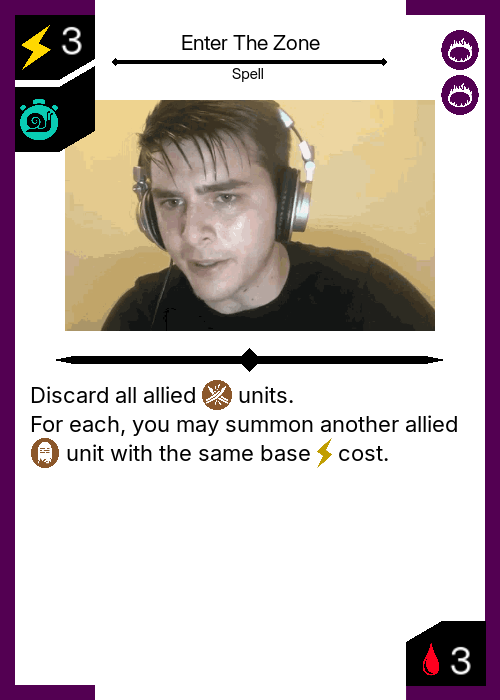 3
Enter The Zone
Spell
Discard all allied units.
For each, you may summon another allied
unit with the same base cost.
3